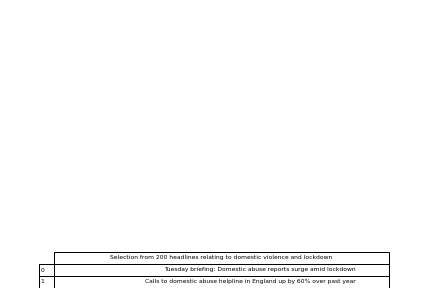 Selection from 200 headlines relating to domestic violence and lockdown
0 Tuesday briefing: Domestic abuse reports surge amid lockdown
1 Calls to domestic abuse helpline in England up by 60% over past year